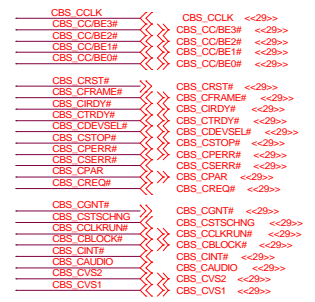 CBS_CCLK CBS_CCLK <<29>>
CBS_CC/BE3# CBS_CC/BE3# <<29>>
CBS_CC/BE2# CBS_CC/BE2# <<29>>
CBS_CC/BE1# CBS_CC/BE1# <<29>>
CBS_CC/BE0# CBS_CC/BE0# <<29>>
CBS_CRST# CBS_CRST# <<29>>
CBS_CFRAME# CBS_CFRAME# <<29>>
CBS_CIRDY# CBS_CIRDY# <<29>>
CBS_CTRDY# CBS_CTRDY# <<29>>
CBS_CDEVSEL# CBS_CDEVSEL# <<29>>
CBS_CSTOP# CBS_CSTOP# <<29>>
CBS_CPERR# CBS_CPERR# <<29>>
CBS_CSERR# CBS_CSERR# <<29>>
CBS_CPAR CBS_CPAR <<29>>
CBS_CREQ# CBS_CREQ# <<29>>
CBS_CGNT# CBS_CGNT# <<29>>
CBS_CSTSCHNG CBS_CSTSCHNG <<29>>
CBS_CCLKRUN# CBS_CCLKRUN# <<29>>
CBS_CBLOCK# CBS_CBLOCK# <<29>>
CBS_CINT# CBS_CINT# <<29>>
CBS_CAUDIO CBS_CAUDIO <<29>>
CBS_CVS2 CBS_CVS2 <<29>>
CBS_CVS1 CBS_CVS1 <<29>>